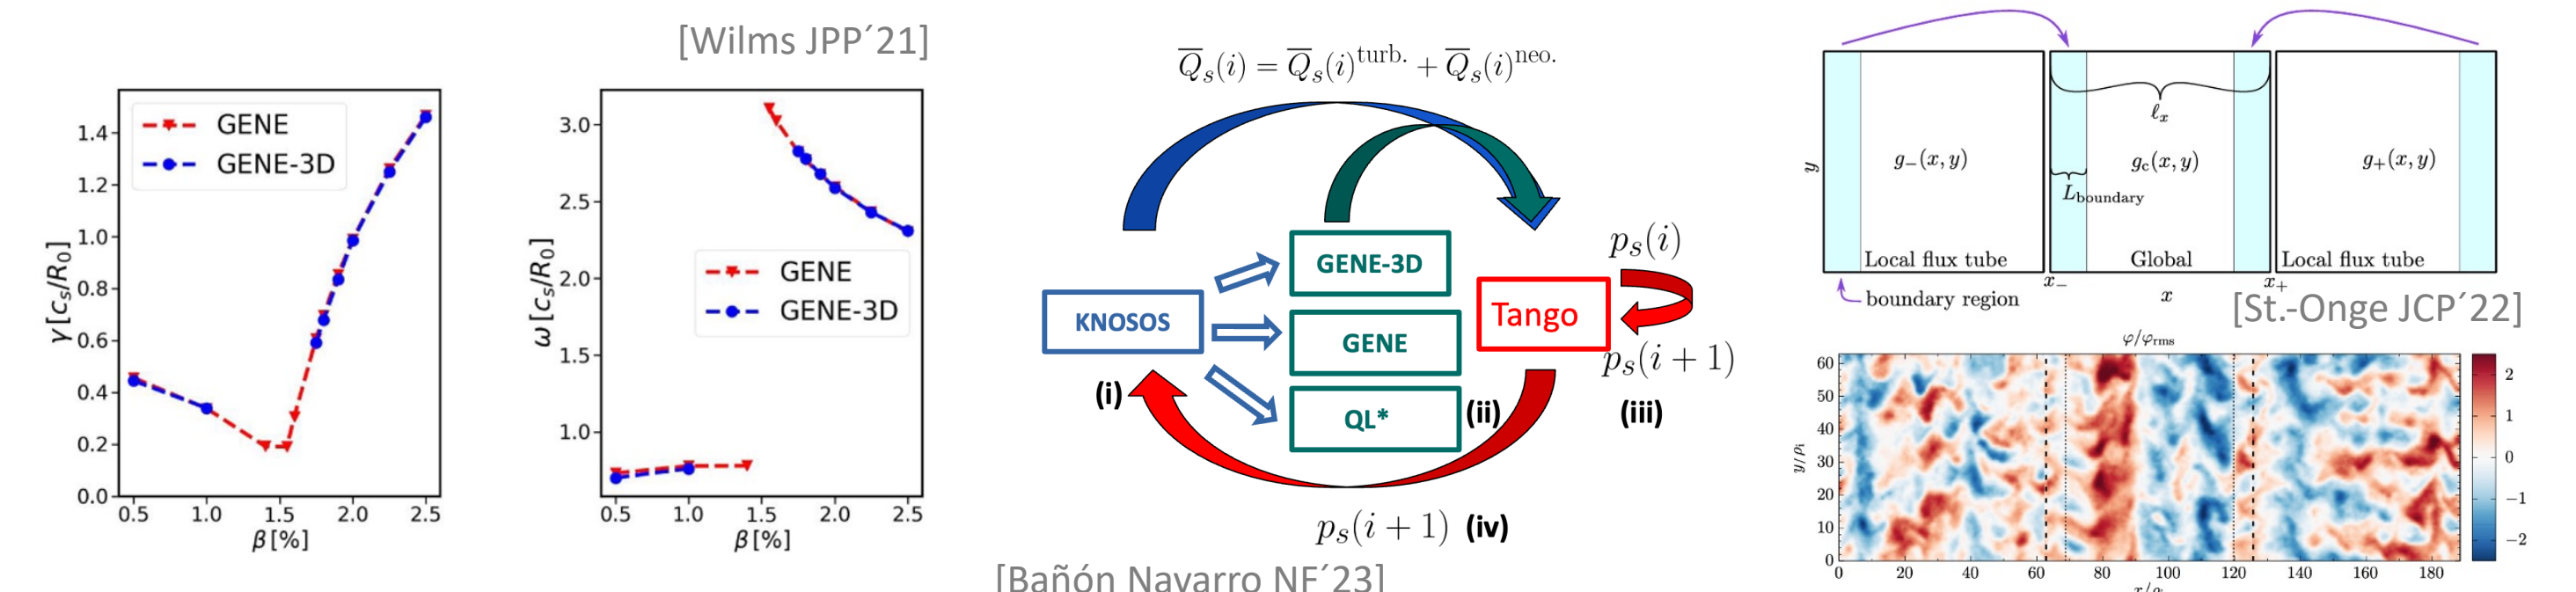 [Wilms JPP´21]
GENE
GENE-3D
γ [c_s/R_0]
1.4
1.2
1.0
0.8
0.6
0.4
0.2
0.0
0.5 1.0 1.5 2.0 2.5
β [%]
GENE
GENE-3D
ω [c_s/R_0]
3.0
2.5
2.0
1.5
1.0
0.5 1.0 1.5 2.0 2.5
β [%]
Q̅_s(i) = Q̅_s(i)^turb. + Q̅_s(i)^neo.
KNOSOS
GENE-3D
GENE
QL*
Tango
p_s(i)
p_s(i + 1)
(i)
(ii)
(iii)
p_s(i + 1) (iv)
[Bañón Navarro NF´23]
y
g_−(x, y)
Local flux tube
boundary region
ℓ_x
g_c(x, y)
L_boundary
Global
x_−
x
x_+
g_+(x, y)
Local flux tube
[St.-Onge JCP´22]
φ/φ_rms
y/ρ_i
60
50
40
30
20
10
0
0 20 40 60 80 100 120 140 160 180
2
1
0
−1
−2